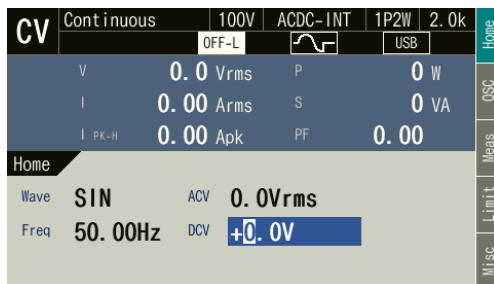 CV Continuous 100V ACDC-INT 1P2W 2.0k
OFF-L USB
V 0.0 Vrms P 0 W
I 0.00 Arms S 0 VA
I PK-H 0.00 Apk PF 0.00
Home
Wave SIN ACV 0.0Vrms
Freq 50.00Hz DCV +0.0V
Home
OSC
Meas
Limit
Misc